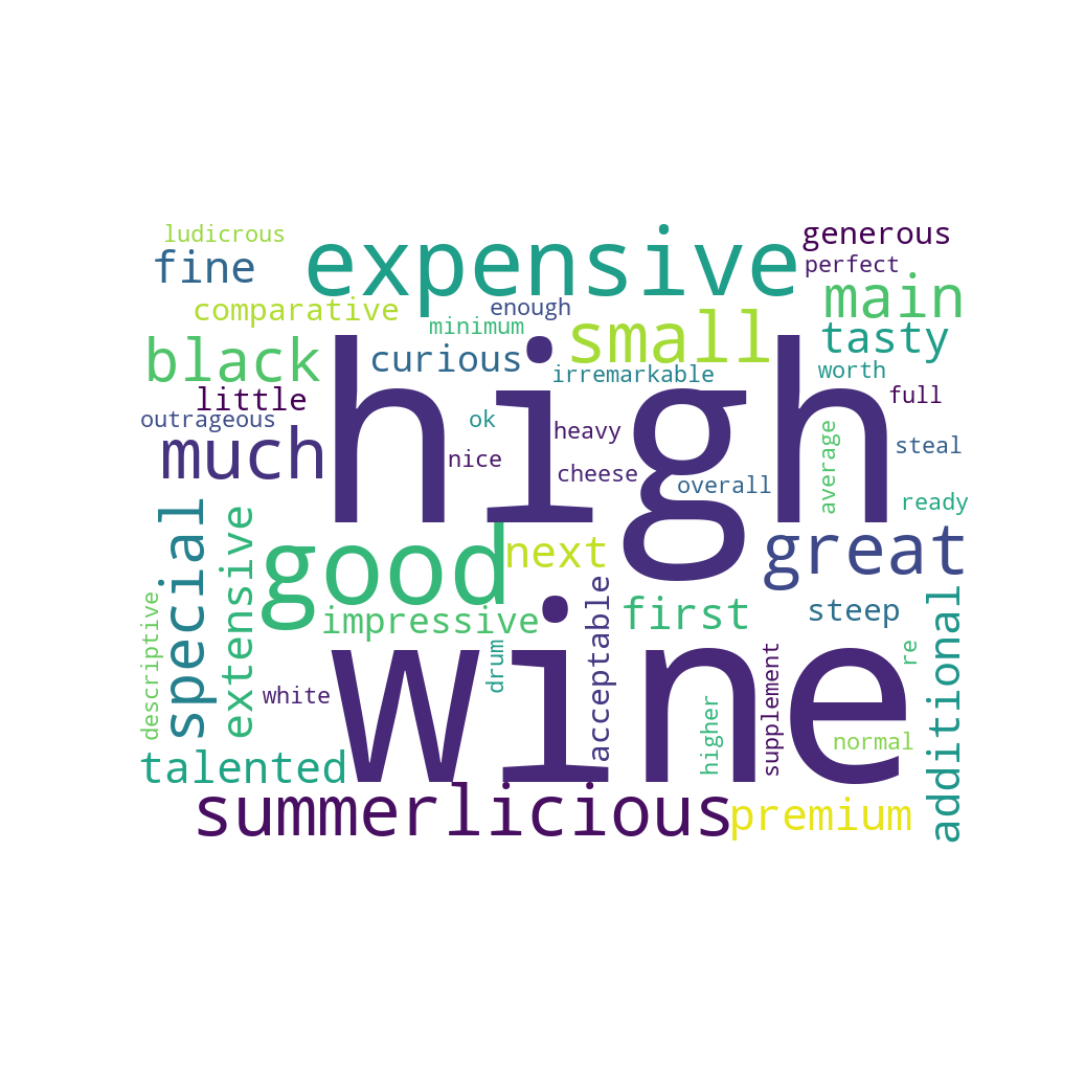 ludicrous
expensive
generous
fine
perfect
comparative
enough
main
minimum
small
tasty
black
curious
irremarkable
worth
high
little
full
outrageous
ok
heavy
average
much
nice
cheese
overall
steal
ready
special
extensive
good
next
great
impressive
acceptable
first
steep
additional
descriptive
drum
re
white
wine
higher
supplement
normal
talented
summerlicious
premium